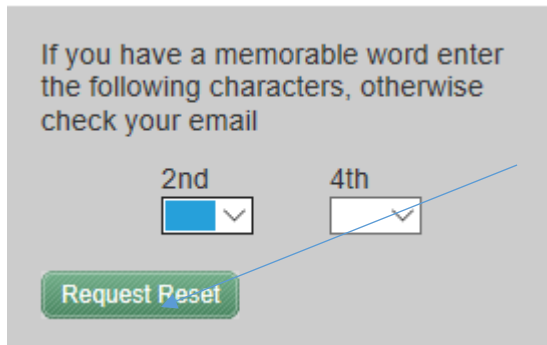 If you have a memorable word enter
the following characters, otherwise
check your email
2nd 4th
Request Reset